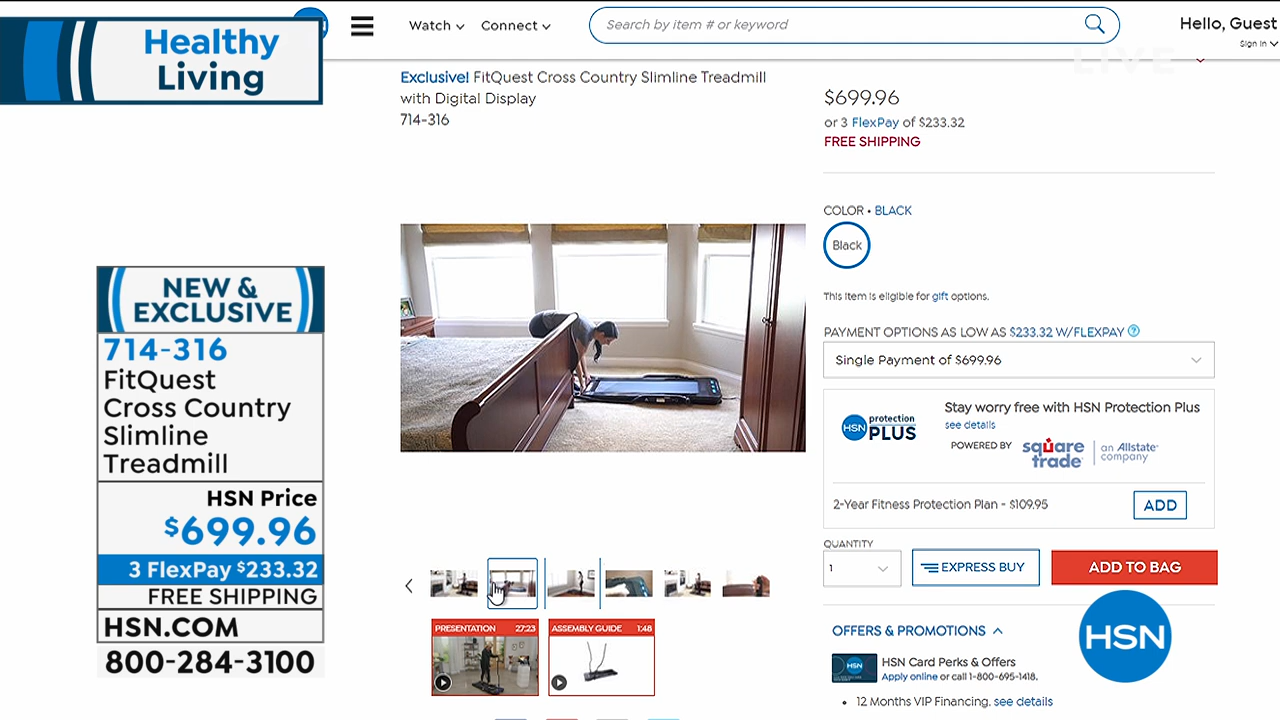 Healthy
Living
Watch
Connect
Search by item # or keyword
Hello, Guest
Sign In
LIVE
Exclusive! FitQuest Cross Country Slimline Treadmill
with Digital Display
714-316
$699.96
or 3 FlexPay of $233.32
FREE SHIPPING
COLOR • BLACK
Black
This item is eligible for gift options.
PAYMENT OPTIONS AS LOW AS $233.32 W/FLEXPAY ?
Single Payment of $699.96
HSN protection PLUS
Stay worry free with HSN Protection Plus
see details
POWERED BY square trade an Allstate company
2-Year Fitness Protection Plan - $109.95
ADD
QUANTITY
1
EXPRESS BUY
ADD TO BAG
OFFERS & PROMOTIONS
HSN
HSN Card Perks & Offers
Apply online or call 1-800-695-1418.
• 12 Months VIP Financing, see details
HSN
PRESENTATION 27:23
ASSEMBLY GUIDE 1:48
NEW &
EXCLUSIVE
714-316
FitQuest
Cross Country
Slimline
Treadmill
HSN Price
$699.96
3 FlexPay $233.32
FREE SHIPPING
HSN.COM
800-284-3100